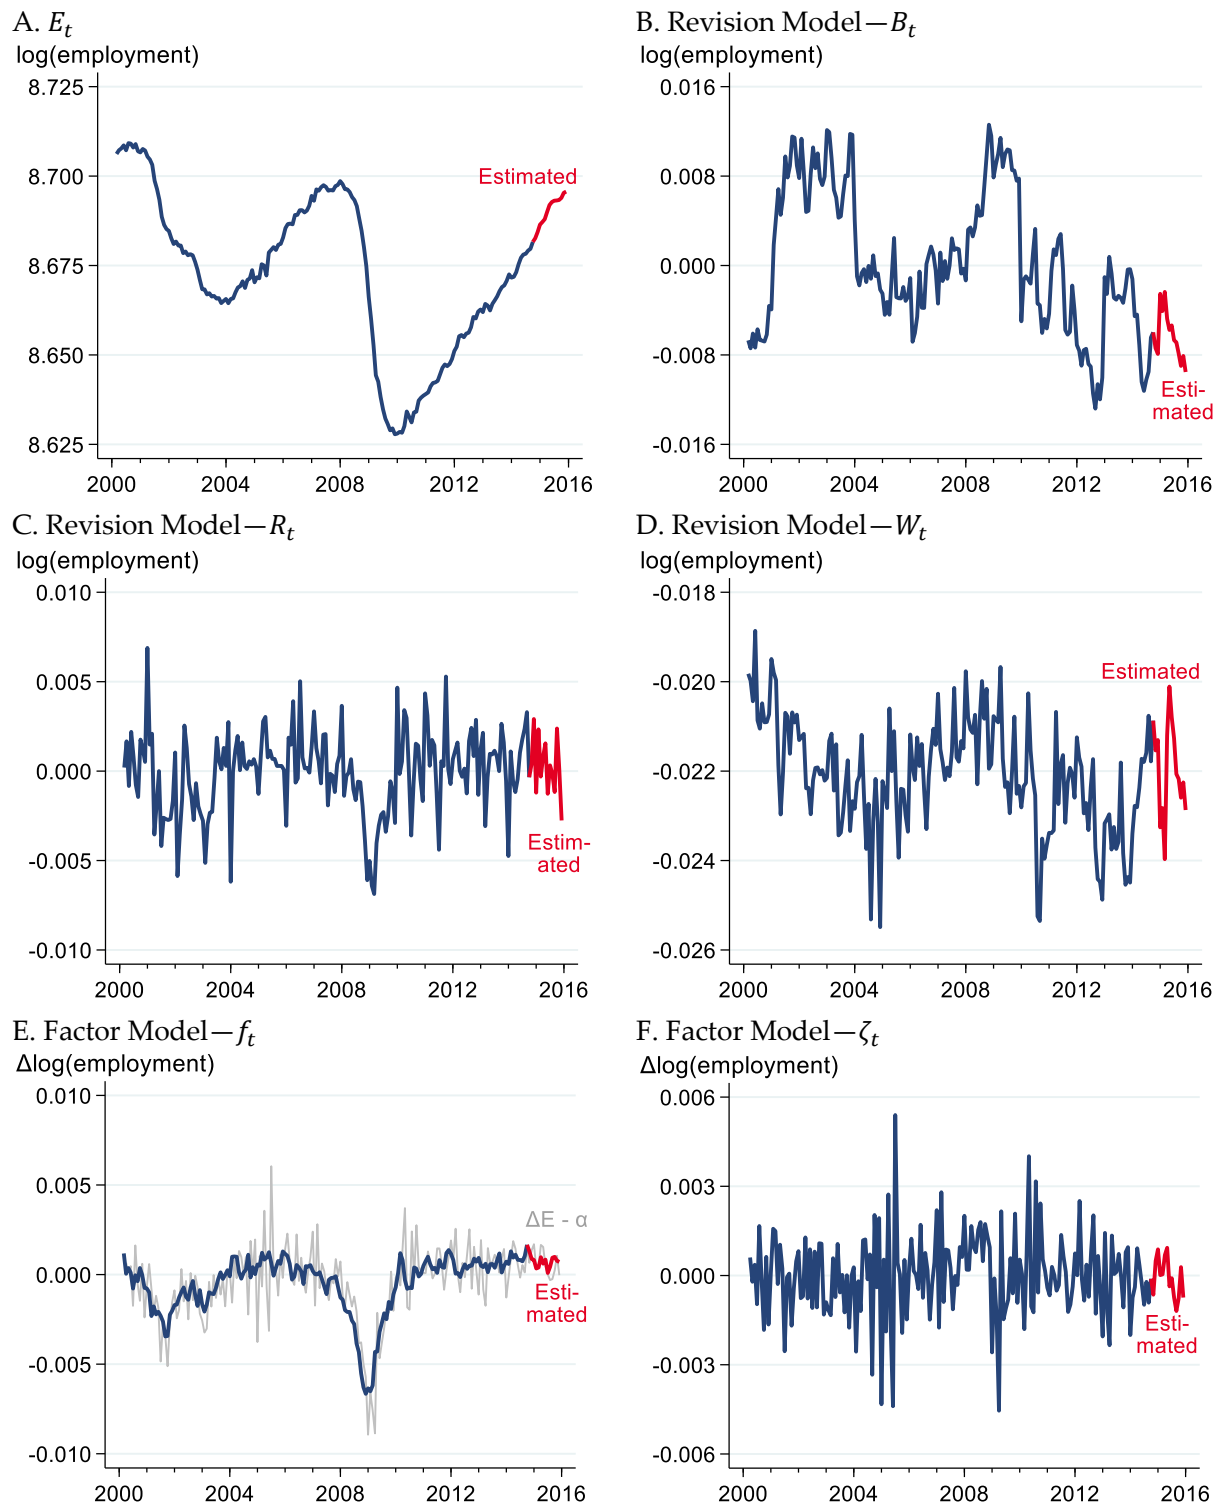 A. Eₜ
log(employment)
8.725
8.700
8.675
8.650
8.625
Estimated
2000 2004 2008 2012 2016
B. Revision Model—Bₜ
log(employment)
0.016
0.008
0.000
-0.008
-0.016
Esti-
mated
2000 2004 2008 2012 2016
C. Revision Model—Rₜ
log(employment)
0.010
0.005
0.000
-0.005
-0.010
Estim-
ated
2000 2004 2008 2012 2016
D. Revision Model—Wₜ
log(employment)
-0.018
-0.020
-0.022
-0.024
-0.026
Estimated
2000 2004 2008 2012 2016
E. Factor Model—fₜ
Δlog(employment)
0.010
0.005
0.000
-0.005
-0.010
ΔE - α
Esti-
mated
2000 2004 2008 2012 2016
F. Factor Model—ζₜ
Δlog(employment)
0.006
0.003
0.000
-0.003
-0.006
Esti-
mated
2000 2004 2008 2012 2016